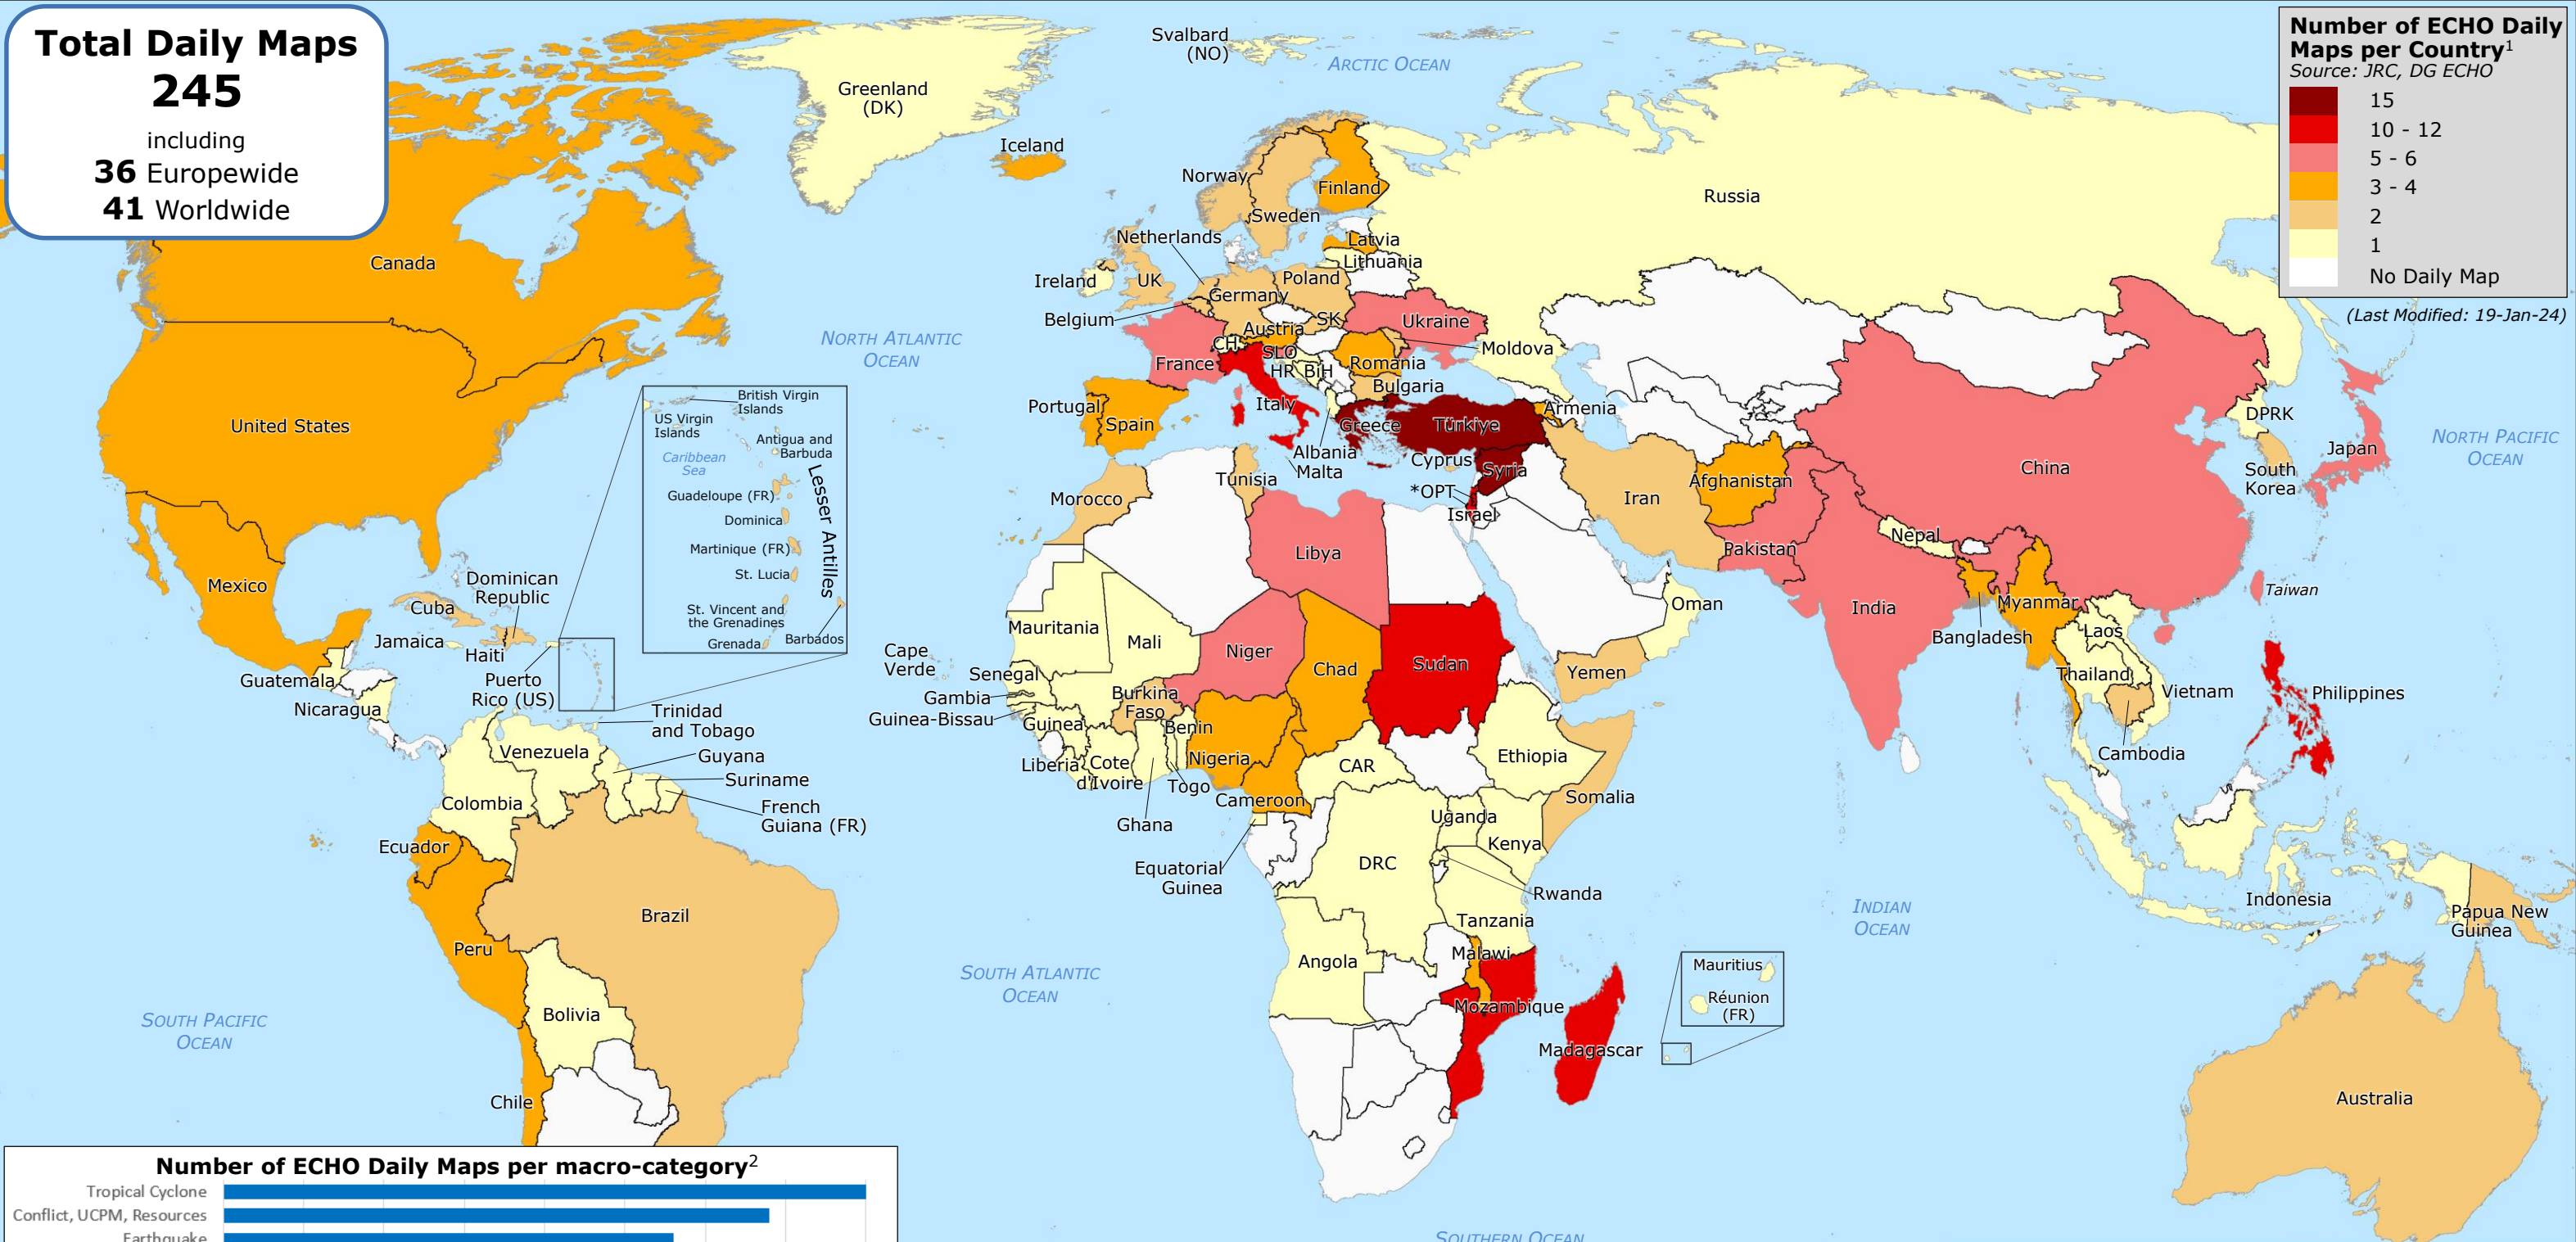 Total Daily Maps
245
including
36 Europewide
41 Worldwide
Number of ECHO Daily
Maps per Country1
Source: JRC, DG ECHO
15
10 - 12
5 - 6
3 - 4
2
1
No Daily Map
(Last Modified: 19-Jan-24)
Svalbard
(NO)
ARCTIC OCEAN
Greenland
(DK)
Iceland
Norway
Finland
Sweden
Russia
Canada
Netherlands
Latvia
Lithuania
Ireland
UK
Poland
Germany
Belgium
SK
Ukraine
Austria
NORTH ATLANTIC
OCEAN
CH
SLO
Moldova
France
Romania
HR
BiH
Bulgaria
United States
Portugal
Spain
Italy
Greece
Türkiye
Armenia
Albania
Malta
Cyprus
Syria
DPRK
NORTH PACIFIC
OCEAN
Japan
South
Korea
China
Tunisia
Morocco
*OPT
Israel
Iran
Afghanistan
British Virgin
Islands
US Virgin
Islands
Antigua and
Barbuda
Caribbean
Sea
Lesser Antilles
Guadeloupe (FR)
Dominica
Martinique (FR)
St. Lucia
St. Vincent and
the Grenadines
Grenada
Barbados
Libya
Pakistan
Nepal
Mexico
Dominican
Republic
Cuba
Jamaica
Haiti
Puerto
Rico (US)
Guatemala
Nicaragua
Taiwan
Oman
India
Myanmar
Bangladesh
Laos
Thailand
Vietnam
Cambodia
Philippines
Mauritania
Mali
Niger
Chad
Sudan
Yemen
Cape
Verde
Senegal
Gambia
Guinea-Bissau
Burkina
Faso
Guinea
Benin
Liberia
Cote
d'Ivoire
Togo
Ghana
Nigeria
Cameroon
CAR
Ethiopia
Somalia
Trinidad
and Tobago
Venezuela
Guyana
Suriname
Colombia
French
Guiana (FR)
Ecuador
Uganda
Kenya
DRC
Equatorial
Guinea
Rwanda
Tanzania
Brazil
Peru
INDIAN
OCEAN
Indonesia
Papua New
Guinea
Malawi
Angola
Mozambique
Madagascar
Mauritius
Réunion
(FR)
SOUTH ATLANTIC
OCEAN
SOUTH PACIFIC
OCEAN
Bolivia
Chile
Australia
Number of ECHO Daily Maps per macro-category2
Tropical Cyclone
Conflict, UCPM, Resources
Earthquake
SOUTHERN OCEAN